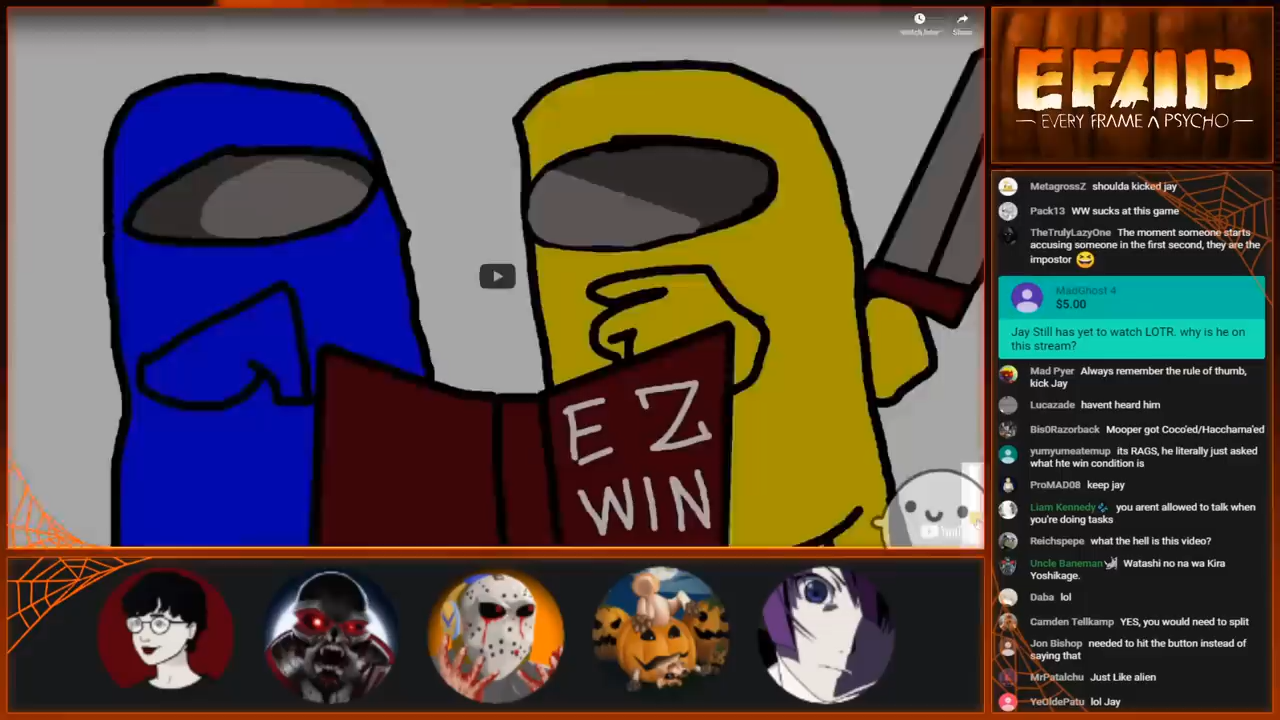 Watch later
Share
E Z
WIN
EFAP
EVERY FRAME A PSYCHO
MetagrossZ shoulda kicked jay
Pack13 WW sucks at this game
TheTrulyLazyOne The moment someone starts
accusing someone in the first second, they are the
impostor 😆
MadGhost 4
$5.00
Jay Still has yet to watch LOTR. why is he on
this stream?
Mad Pyer Always remember the rule of thumb,
kick Jay
Lucazade havent heard him
Bis0Razorback Mooper got Coco'ed/Hacchama'ed
yumyumeatemup its RAGS, he literally just asked
what hte win condition is
ProMAD08 keep jay
Liam Kennedy you arent allowed to talk when
you're doing tasks
Reichspepe what the hell is this video?
Uncle Baneman Watashi no na wa Kira
Yoshikage.
Daba lol
Camden Tellkamp YES, you would need to split
Jon Bishop needed to hit the button instead of
saying that
MrPatalchu Just Like alien
YeOldePatu lol Jay